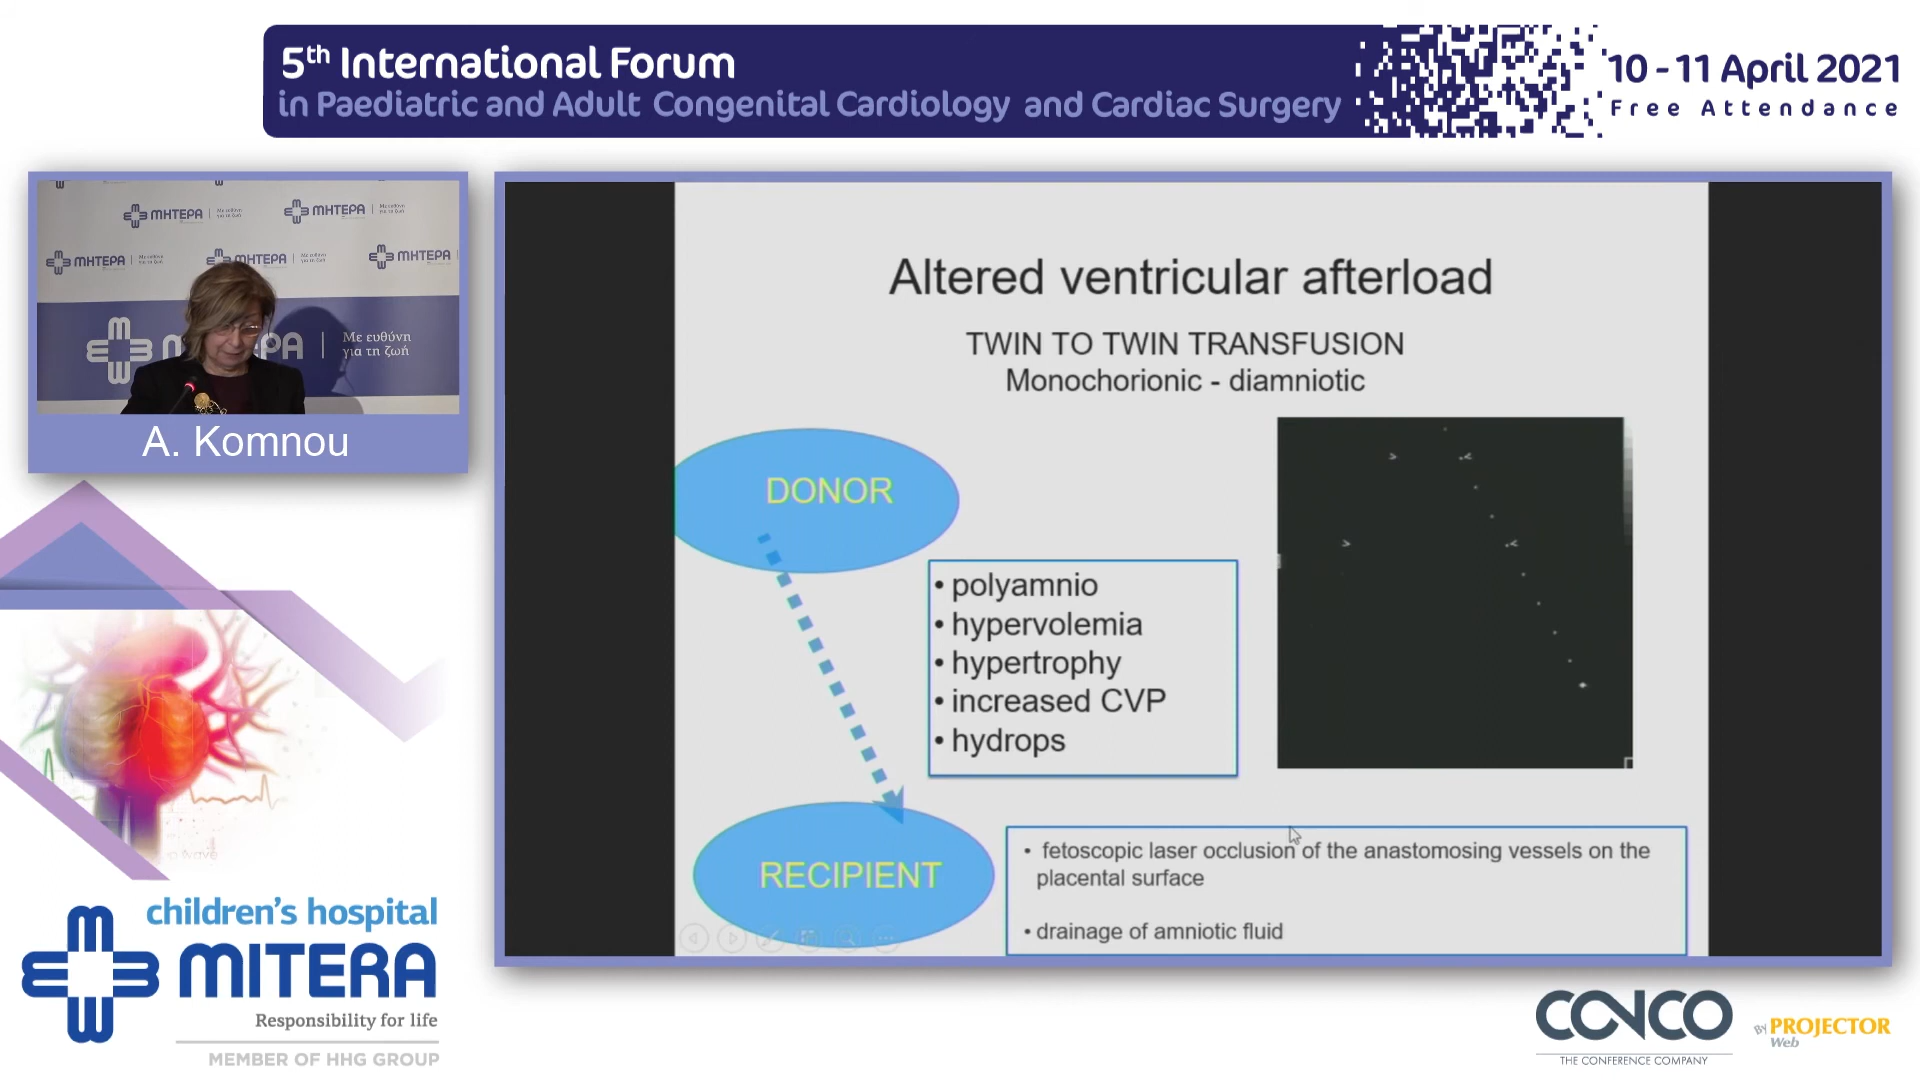 5th International Forum
in Paediatric and Adult Congenital Cardiology and Cardiac Surgery
10 - 11 April 2021
Free Attendance
ΜΗΤΕΡΑ
ΜΗΤΕΡΑ
ΜΗΤΕΡΑ
ΜΗΤΕΡΑ
ΜΗΤΕΡΑ
Με ευθύνη
για τη ζωή
A. Komnou
Altered ventricular afterload
TWIN TO TWIN TRANSFUSION
Monochorionic - diamniotic
DONOR
• polyamnio
• hypervolemia
• hypertrophy
• increased CVP
• hydrops
RECIPIENT
• fetoscopic laser occlusion of the anastomosing vessels on the
placental surface
• drainage of amniotic fluid
children's hospital
MITERA
Responsibility for life
MEMBER OF HHG GROUP
CONCO
THE CONFERENCE COMPANY
BY PROJECTOR
Web